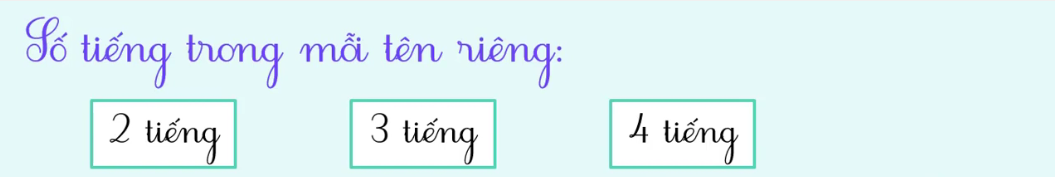 Số tiếng trong mỗi tên riêng:
2 tiếng 3 tiếng 4 tiếng